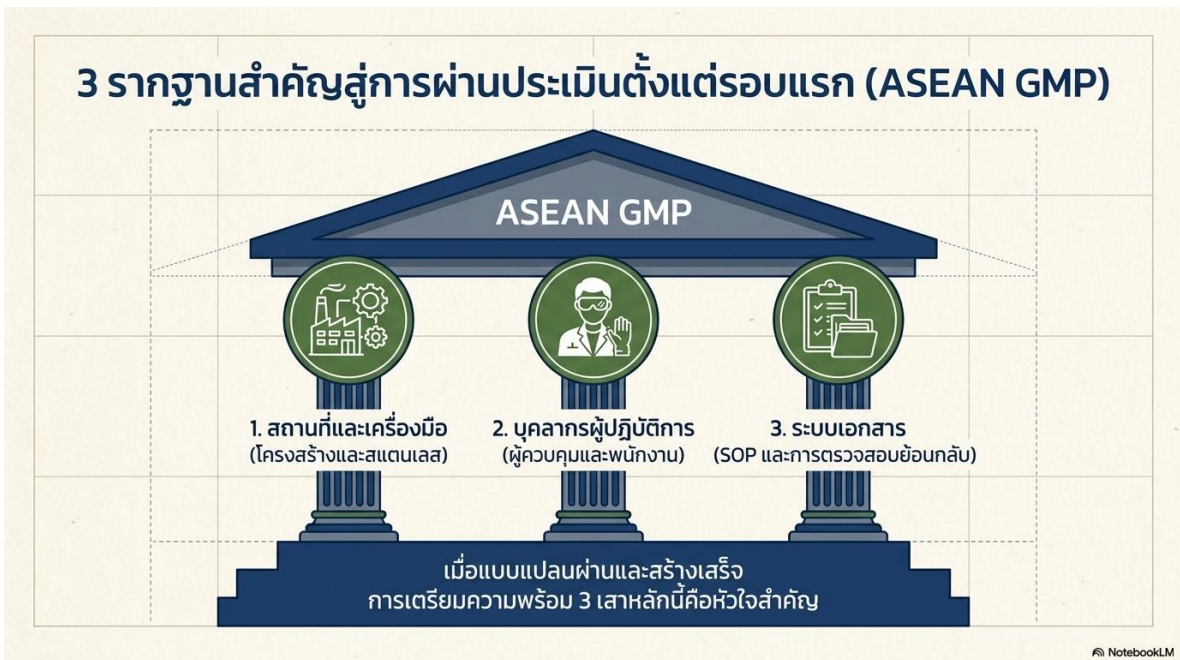 3 รากฐานสำคัญสู่การผ่านประเมินตั้งแต่รอบแรก (ASEAN GMP)
ASEAN GMP
1. สถานที่และเครื่องมือ
(โครงสร้างและสแตนเลส)
2. บุคลากรผู้ปฏิบัติการ
(ผู้ควบคุมและพนักงาน)
3. ระบบเอกสาร
(SOP และการตรวจสอบย้อนกลับ)
เมื่อแบบแปลนผ่านและสร้างเสร็จ
การเตรียมความพร้อม 3 เสาหลักนี้คือหัวใจสำคัญ
NotebookLM